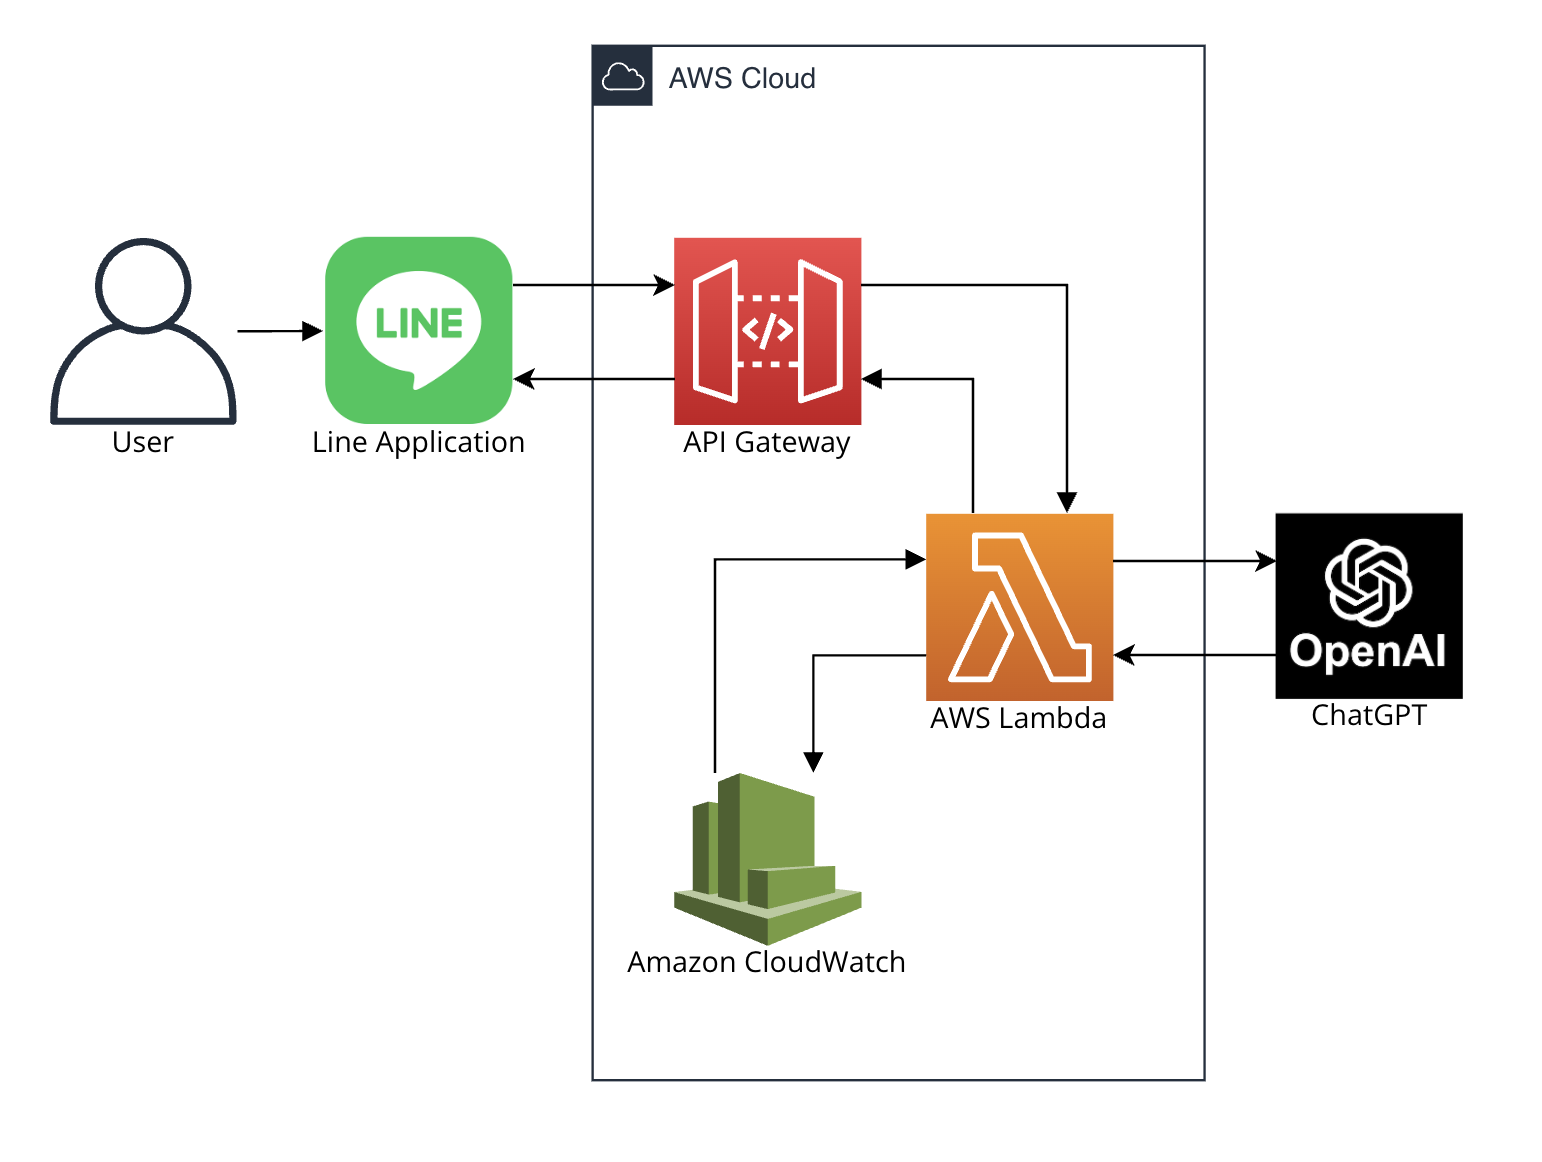 AWS Cloud
LINE
</>
User
Line Application
API Gateway
OpenAI
AWS Lambda
ChatGPT
Amazon CloudWatch